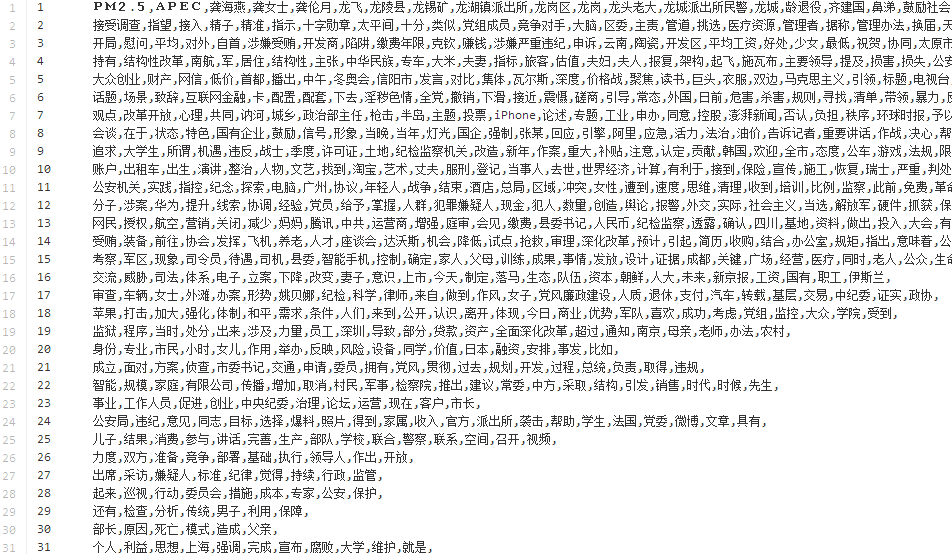 1 1 PM2.5,APEC,龚海燕,龚女士,龚伦月,龙飞,龙陵县,龙锡矿,龙湖镇派出所,龙岗区,龙岗,龙头老大,龙城派出所民警,龙城,龄退役,齐建国,鼻涕,鼓励社会
2 2 接受调查,指望,接入,精子,精准,指示,十字勋章,太平间,十分,类似,党组成员,竞争对手,大脑,区委,主责,管道,挑选,医疗资源,管理者,据称,管理办法,换届,天
3 3 开局,慰问,平均,对外,自首,涉嫌受贿,开发商,陷阱,缴费年限,克钦,赚钱,涉嫌严重违纪,申诉,云南,陶瓷,开发区,平均工资,好处,少女,最低,祝贺,协同,太原市
4 4 持有,结构性改革,南航,军,居住,结构性,主张,中华民族,专车,大米,夫妻,指标,旅客,估值,夫妇,夫人,报复,架构,起飞,施瓦布,主要领导,提及,损害,损失,公安
5 5 大众创业,财产,网信,低价,首都,播出,中午,冬奥会,信阳市,发言,对比,集体,瓦尔斯,深度,价格战,聚焦,读书,巨头,衣服,双边,马克思主义,引领,标题,电视台
6 6 话题,场景,致辞,互联网金融,卡,配置,配套,下去,淫秽色情,全党,撤销,下滑,接近,震慑,磋商,引导,常态,外国,日前,危害,杀害,规则,寻找,清单,带领,暴力,反
7 7 观点,改革开放,心理,共同,讷河,城乡,政治部主任,枪击,半岛,主题,投票,iPhone,论述,专题,工业,申办,同意,控股,澎湃新闻,否认,负担,秩序,环球时报,予以
8 8 会谈,在于,状态,特色,国有企业,鼓励,信号,形象,当晚,当年,灯光,国企,强制,张某,回应,引擎,阿里,应急,活力,法治,油价,告诉记者,重要讲话,作战,决心,帮
9 9 追求,大学生,所谓,机遇,违反,战士,季度,许可证,土地,纪检监察机关,改造,新年,作案,重大,补贴,注意,认定,贡献,韩国,欢迎,全市,态度,公车,游戏,法规,限
10 10 账户,出租车,出生,演讲,整治,人物,文艺,找到,淘宝,艺术,丈夫,服刑,登记,当事人,去世,世界经济,计算,有利于,接到,保险,宣传,施工,恢复,瑞士,严重,判处
11 11 公安机关,实践,指控,纪念,探索,电脑,广州,协议,年轻人,战争,结束,酒店,总局,区域,冲突,女性,遭到,速度,思维,清理,收到,培训,比例,监察,此前,免费,革命
12 12 分子,涉案,华为,提升,线索,协调,经验,党员,给予,掌握,人群,犯罪嫌疑人,现金,犯人,数量,创造,舆论,报警,外交,实际,社会主义,当选,解放军,硬件,抓获,保
13 13 网民,授权,航空,营销,关闭,减少,妈妈,腾讯,中共,运营商,增强,庭审,会见,缴费,县委书记,人民币,纪检监察,透露,确认,四川,基地,资料,做出,投入,大会,有
14 14 受贿,装备,前往,协会,发挥,飞机,养老,人才,座谈会,达沃斯,机会,降低,试点,抢救,审理,深化改革,预计,引起,简历,收购,结合,办公室,规矩,指出,意味着,公
15 15 考察,军区,现象,司令员,待遇,司机,县委,智能手机,控制,确定,家人,父母,训练,成果,事情,发放,设计,证据,成都,关键,广场,经营,医疗,同时,老人,公众,生命
16 16 交流,威胁,司法,体系,电子,立案,下降,改变,妻子,意识,上市,今天,制定,落马,生态,队伍,资本,朝鲜,人大,未来,新京报,工资,国有,职工,伊斯兰,
17 17 审查,车辆,女士,外滩,办案,形势,姚贝娜,纪检,科学,律师,来自,做到,作风,女子,党风廉政建设,人质,退休,支付,汽车,转载,基层,交易,中纪委,证实,政协,
18 18 苹果,打击,加大,强化,体制,和平,需求,条件,人们,来到,公开,认识,离开,体现,今日,商业,优势,军队,喜欢,成功,考虑,党组,监控,大众,学院,受到,
19 19 监狱,程序,当时,处分,出来,涉及,力量,员工,深圳,导致,部分,贷款,资产,全面深化改革,超过,通知,南京,母亲,老师,办法,农村,
20 20 身份,专业,市民,小时,女儿,作用,举办,反映,风险,设备,同学,价值,日本,融资,安排,事发,比如,
21 21 成立,面对,方案,侦查,市委书记,交通,申请,委员,拥有,党风,贯彻,过去,规划,开发,过程,总统,负责,取得,违规,
22 22 智能,规模,家庭,有限公司,传播,增加,取消,村民,军事,检察院,推出,建议,常委,中方,采取,结构,引发,销售,时代,时候,先生,
23 23 事业,工作人员,促进,创业,中央纪委,治理,论坛,运营,现在,客户,市长,
24 24 公安局,违纪,意见,同志,目标,选择,爆料,照片,得到,家属,收入,官方,派出所,袭击,帮助,学生,法国,党委,微博,文章,具有,
25 25 儿子,结果,消费,参与,讲话,完善,生产,部队,学校,联合,警察,联系,空间,召开,视频,
26 26 力度,双方,准备,竞争,部署,基础,执行,领导人,作出,开放,
27 27 出席,采访,嫌疑人,标准,纪律,觉得,持续,行政,监管,
28 28 起来,巡视,行动,委员会,措施,成本,专家,公安,保护,
29 29 还有,检查,分析,传统,男子,利用,保障,
30 30 部长,原因,死亡,模式,造成,父亲,
31 31 个人,利益,思想,上海,强调,完成,宣布,腐败,大学,维护,就是,